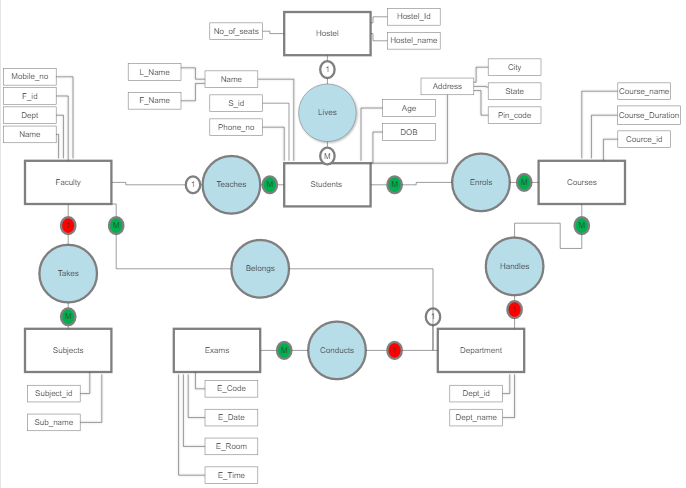 Hostel_Id
No_of_seats
Hostel
Hostel_name
1
L_Name
Name
F_Name
S_id
Phone_no
Lives
Age
DOB
M
Address
City
State
Pin_code
Course_name
Course_Duration
Cource_id
Mobile_no
F_id
Dept
Name
Faculty
1
Teaches
M
Students
M
Enrols
M
Courses
M
M
Takes
Belongs
Handles
M
1
Subjects
Exams
M
Conducts
Department
Subject_id
Sub_name
E_Code
E_Date
E_Room
E_Time
Dept_id
Dept_name